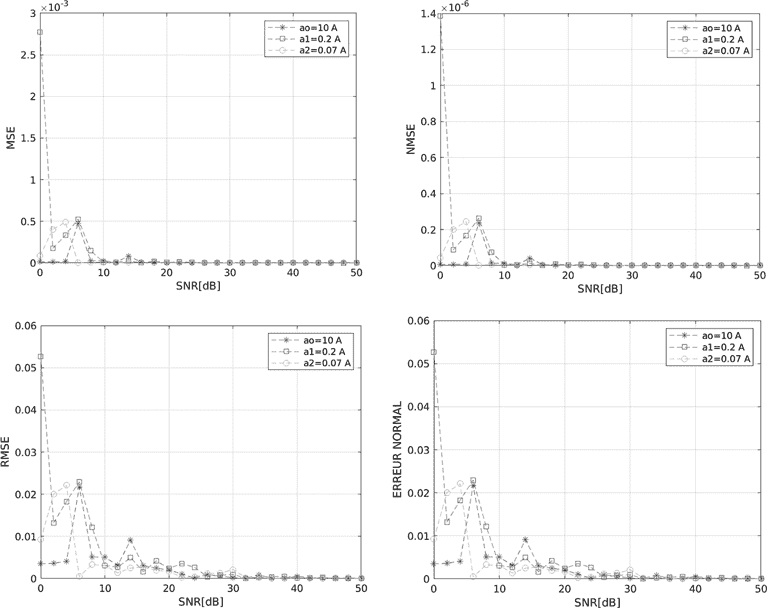 ×10-3
3
2.5
2
1.5
1
0.5
0
0 10 20 30 40 50
MSE
SNR[dB]
ao=10 A
a1=0.2 A
a2=0.07 A
×10-6
1.4
1.2
1
0.8
0.6
0.4
0.2
0
0 10 20 30 40 50
NMSE
SNR[dB]
ao=10 A
a1=0.2 A
a2=0.07 A
0.06
0.05
0.04
0.03
0.02
0.01
0
0 10 20 30 40 50
RMSE
SNR[dB]
ao=10 A
a1=0.2 A
a2=0.07 A
0.06
0.05
0.04
0.03
0.02
0.01
0
0 10 20 30 40 50
ERREUR NORMAL
SNR[dB]
ao=10 A
a1=0.2 A
a2=0.07 A